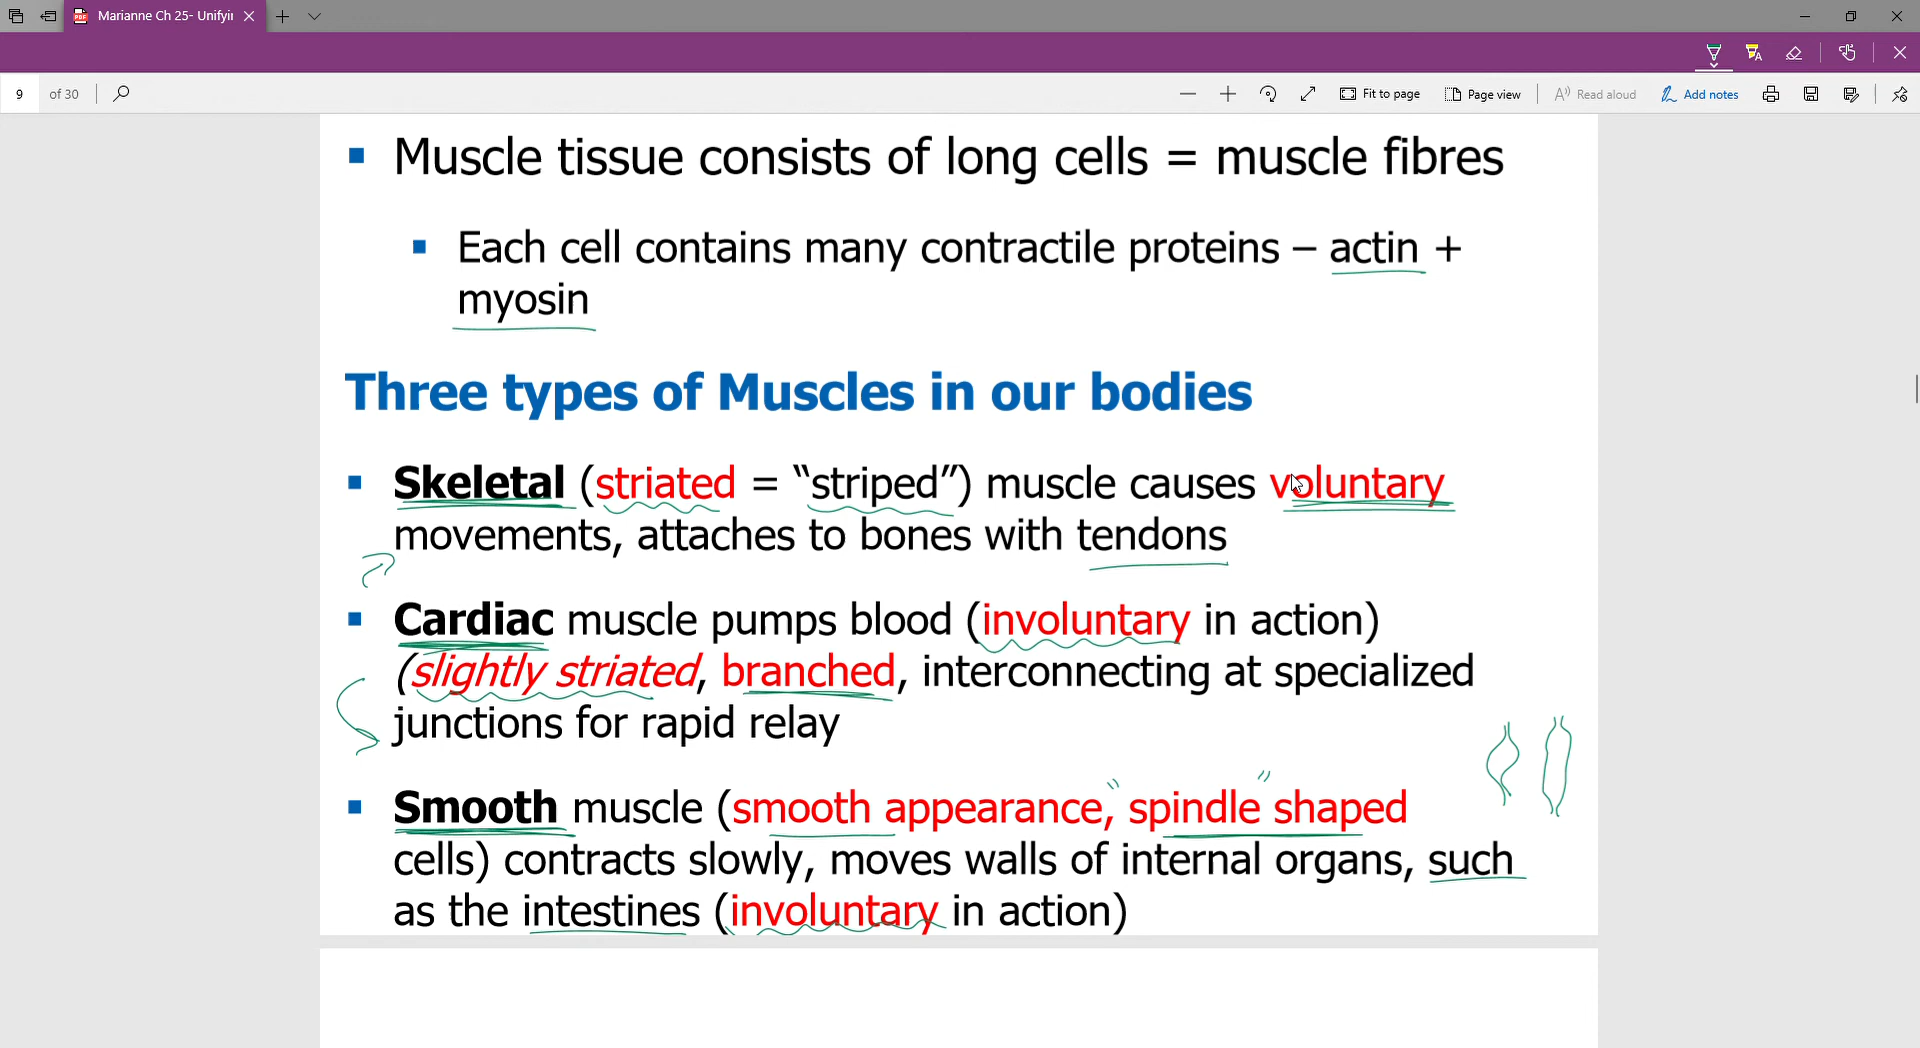 Marianne Ch 25- Unifyi
9 of 30
Fit to page
Page view
Read aloud
Add notes
Muscle tissue consists of long cells = muscle fibres
Each cell contains many contractile proteins – actin +
myosin
Three types of Muscles in our bodies
Skeletal (striated = “striped”) muscle causes voluntary
movements, attaches to bones with tendons
Cardiac muscle pumps blood (involuntary in action)
(slightly striated, branched, interconnecting at specialized
junctions for rapid relay
Smooth muscle (smooth appearance, spindle shaped
cells) contracts slowly, moves walls of internal organs, such
as the intestines (involuntary in action)